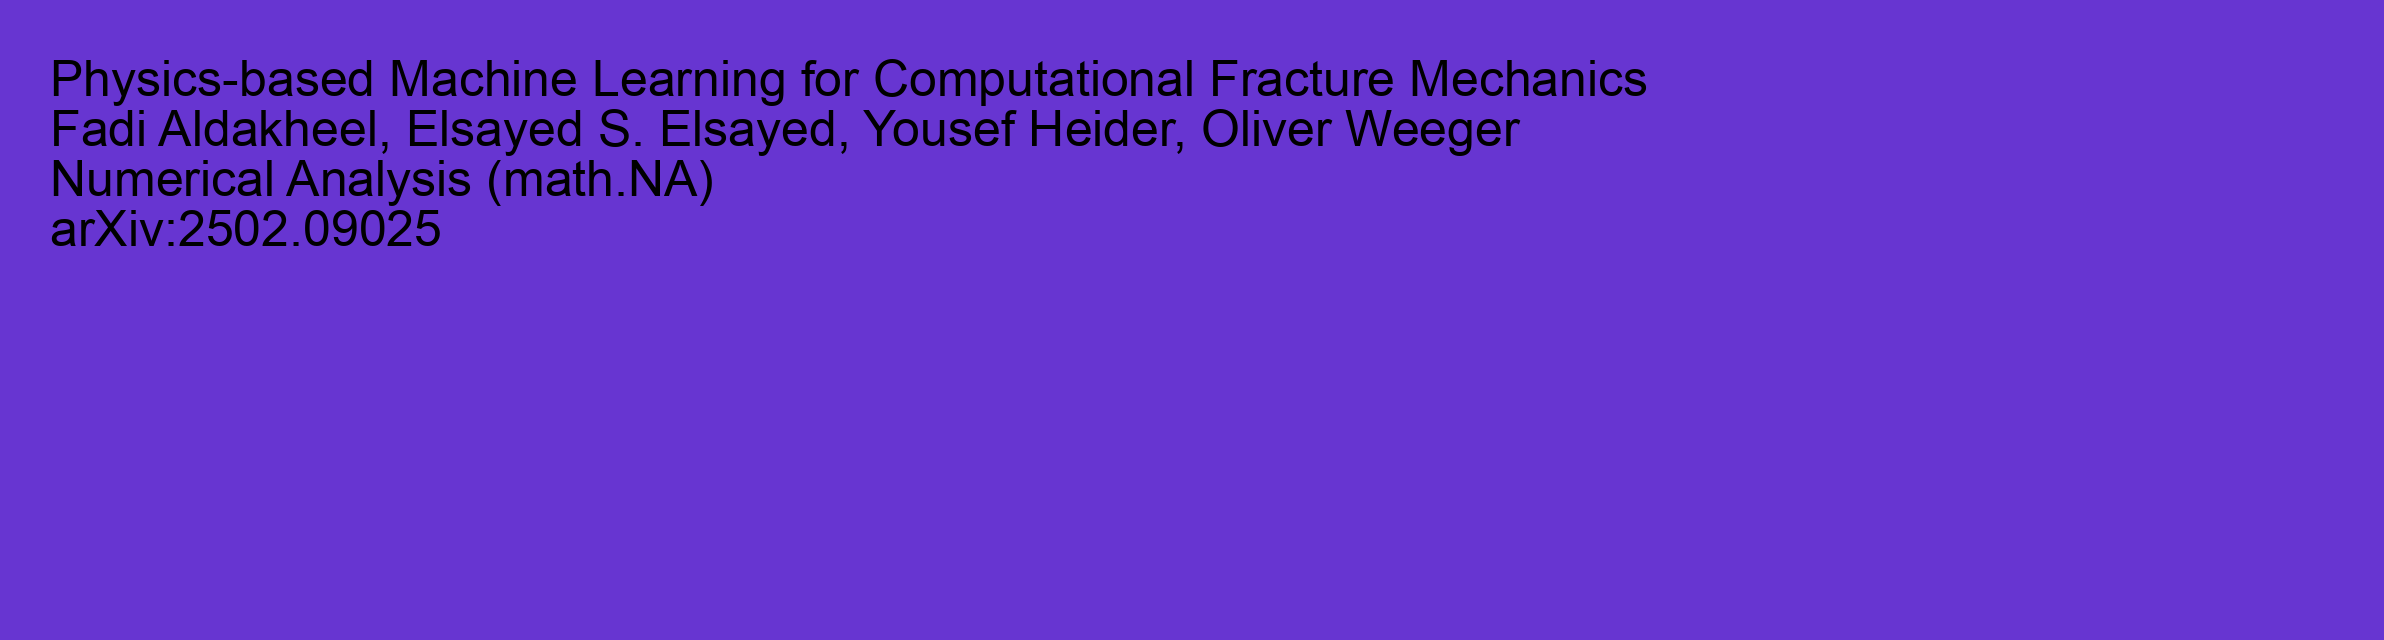 Physics-based Machine Learning for Computational Fracture Mechanics
Fadi Aldakheel, Elsayed S. Elsayed, Yousef Heider, Oliver Weeger
Numerical Analysis (math.NA)
arXiv:2502.09025